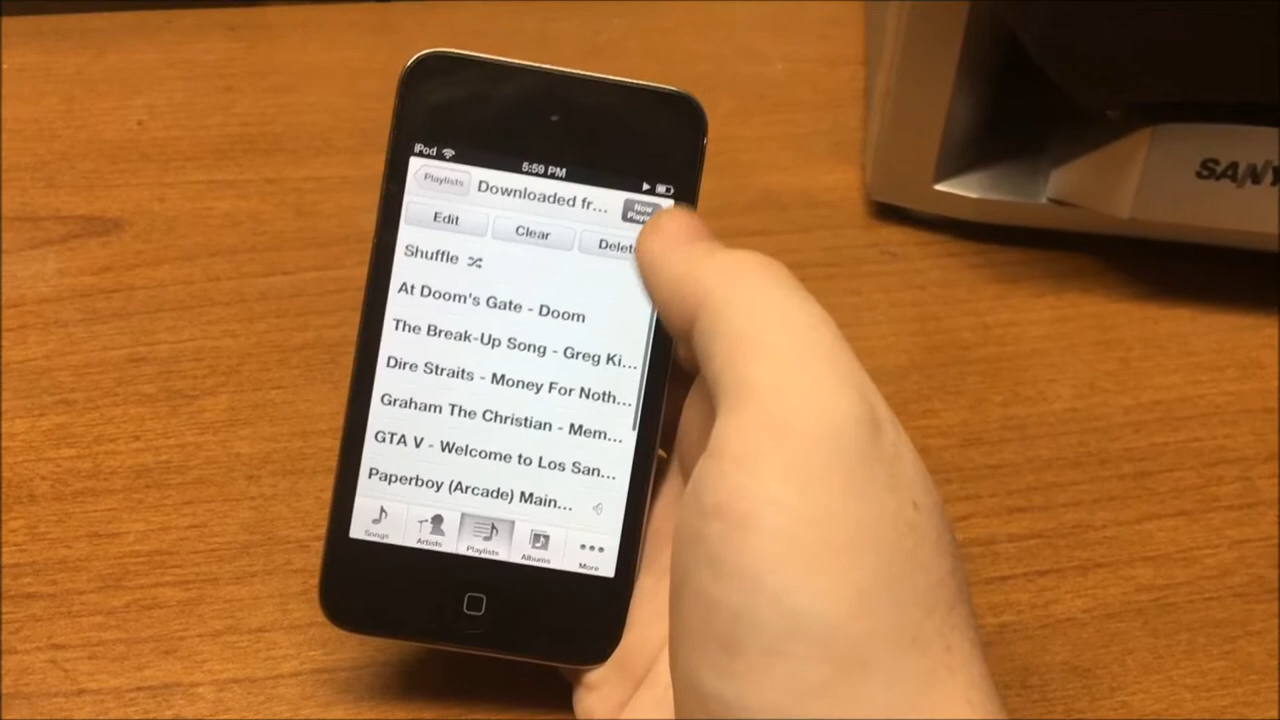 iPod
5:59 PM
Playlists
Downloaded fr...
Now
Edit
Clear
Shuffle
At Doom's Gate - Doom
The Break-Up Song - Greg Ki...
Dire Straits - Money For Noth...
Graham The Christian - Mem...
GTA V - Welcome to Los San...
Paperboy (Arcade) Main...
Songs
Artists
Playlists
Albums
More
SANY